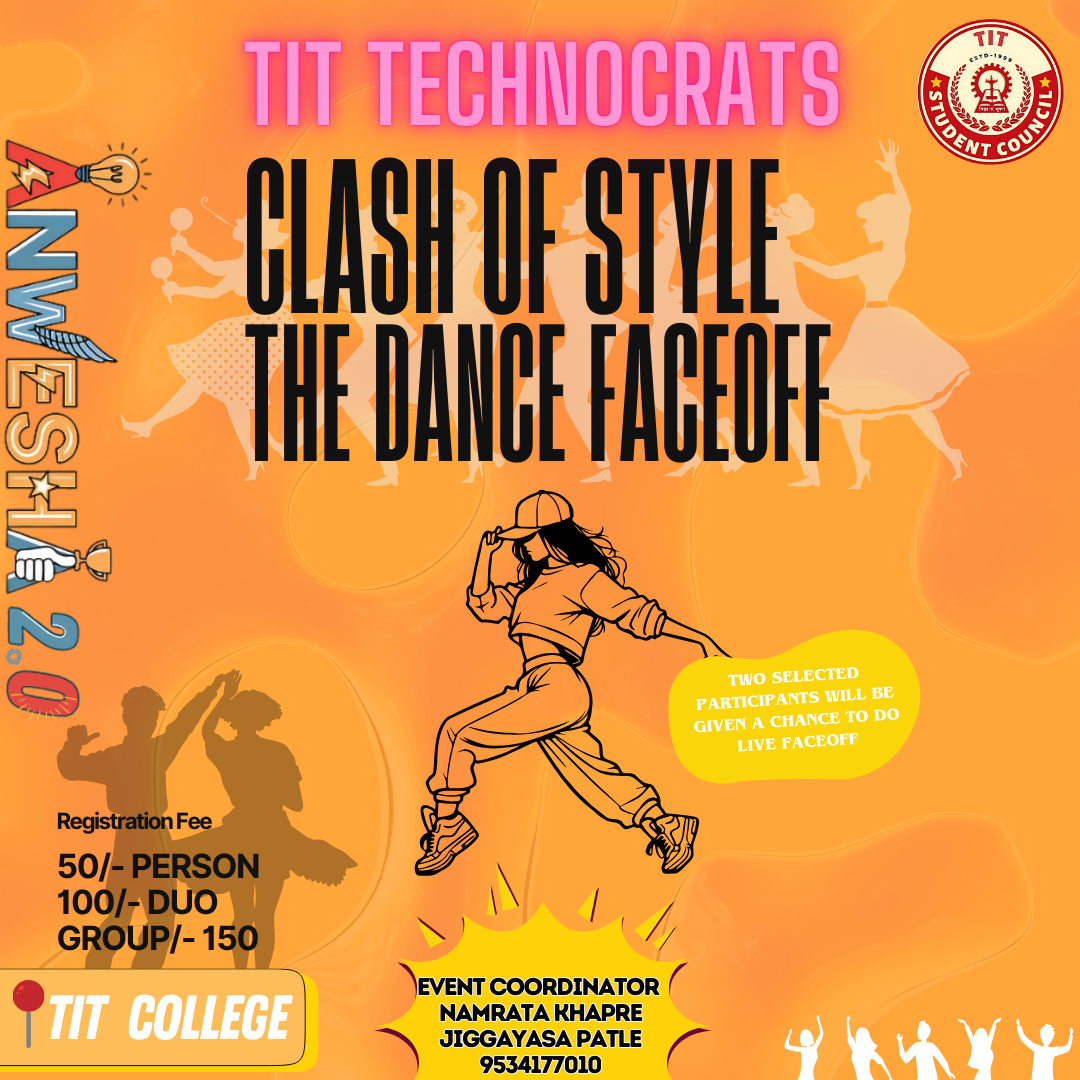 TIT TECHNOCRATS
TIT
ESTD-1999
STUDENT COUNCIL
CLASH OF STYLE
THE DANCE FACEOFF
ANWESHA 2.0
TWO SELECTED
PARTICIPANTS WILL BE
GIVEN A CHANCE TO DO
LIVE FACEOFF
Registration Fee
50/- PERSON
100/- DUO
GROUP/- 150
TIT COLLEGE
EVENT COORDINATOR
NAMRATA KHAPRE
JIGGAYASA PATLE
9534177010